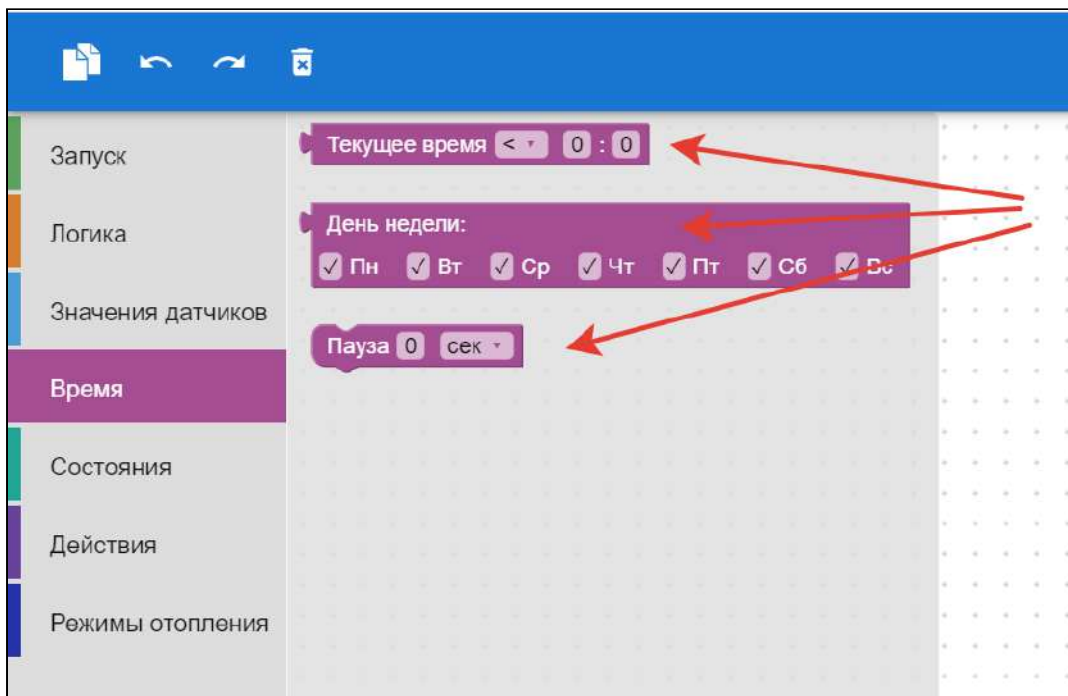 Запуск
Логика
Значения датчиков
Время
Состояния
Действия
Режимы отопления
Текущее время < 0 : 0
День недели:
Пн Вт Ср Чт Пт Сб Вс
Пауза 0 сек